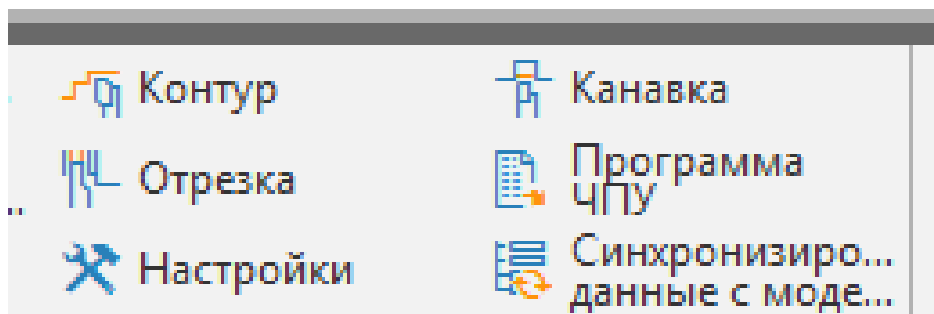 Контур
Канавка
Отрезка
Программа
ЧПУ
Настройки
Синхронизиро...
данные с моде...